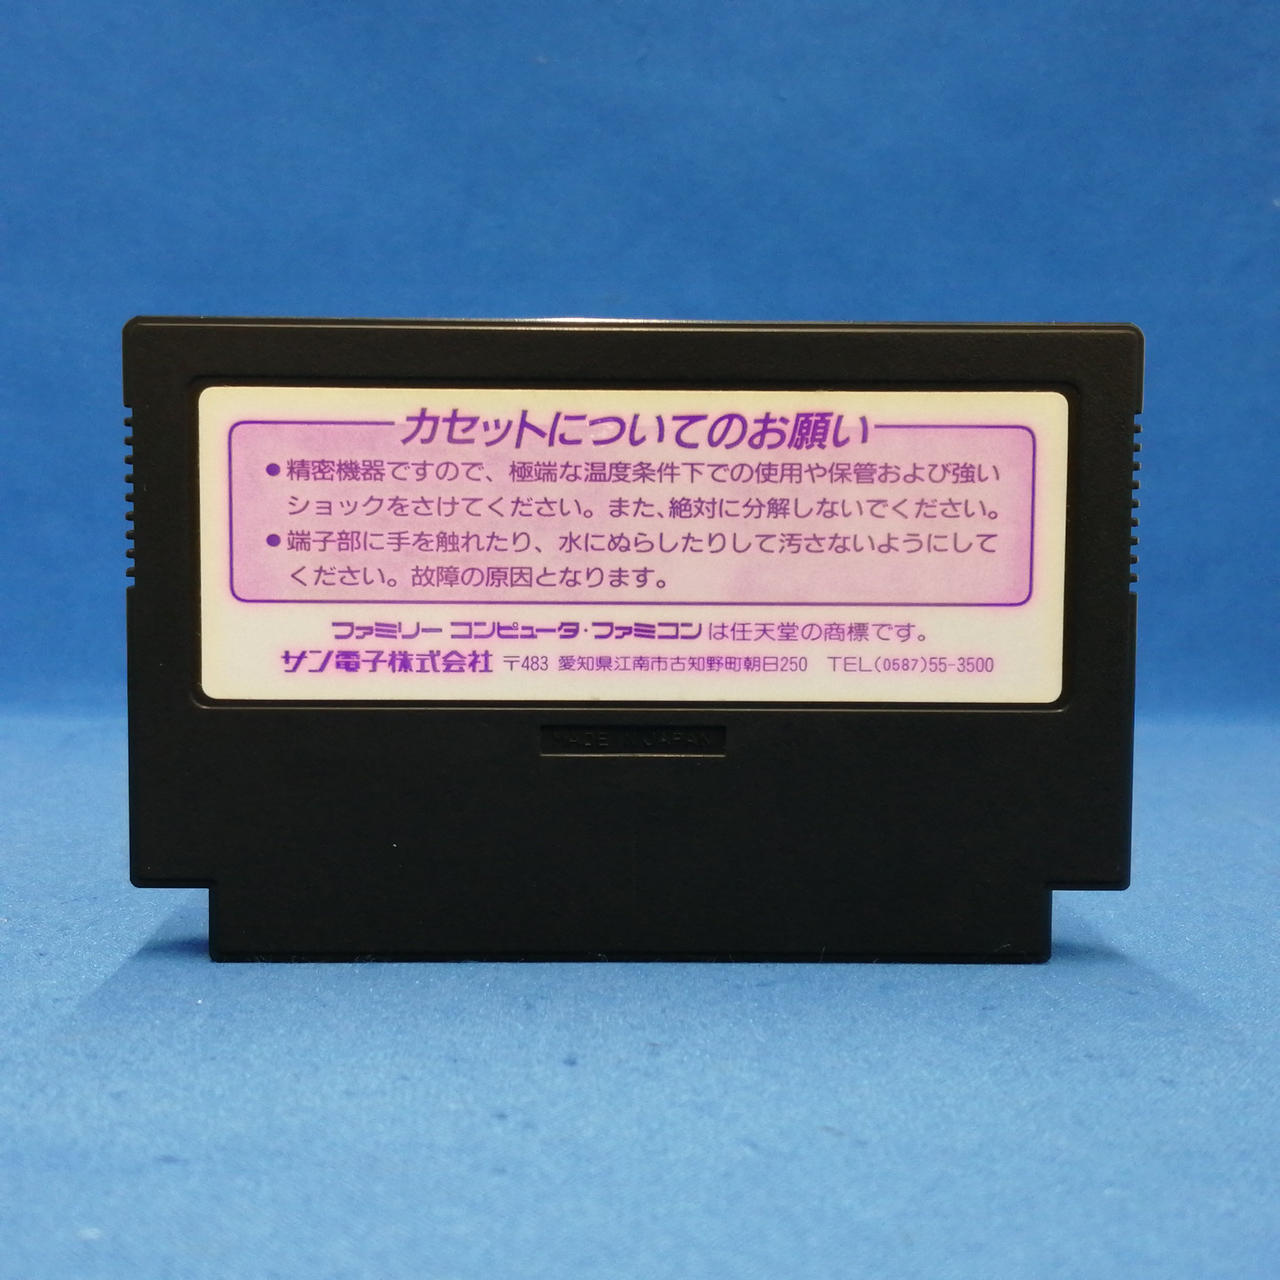 カセットについてのお願い
●精密機器ですので、極端な温度条件下での使用や保管および強い
ショックをさけてください。また、絶対に分解しないでください。
●端子部に手を触れたり、水にぬらしたりして汚さないようにして
ください。故障の原因となります。
ファミリー コンピュータ・ファミコンは任天堂の商標です。
サン電子株式会社 〒483 愛知県江南市古知野町朝日250 TEL(0587)55-3500
MADE IN JAPAN